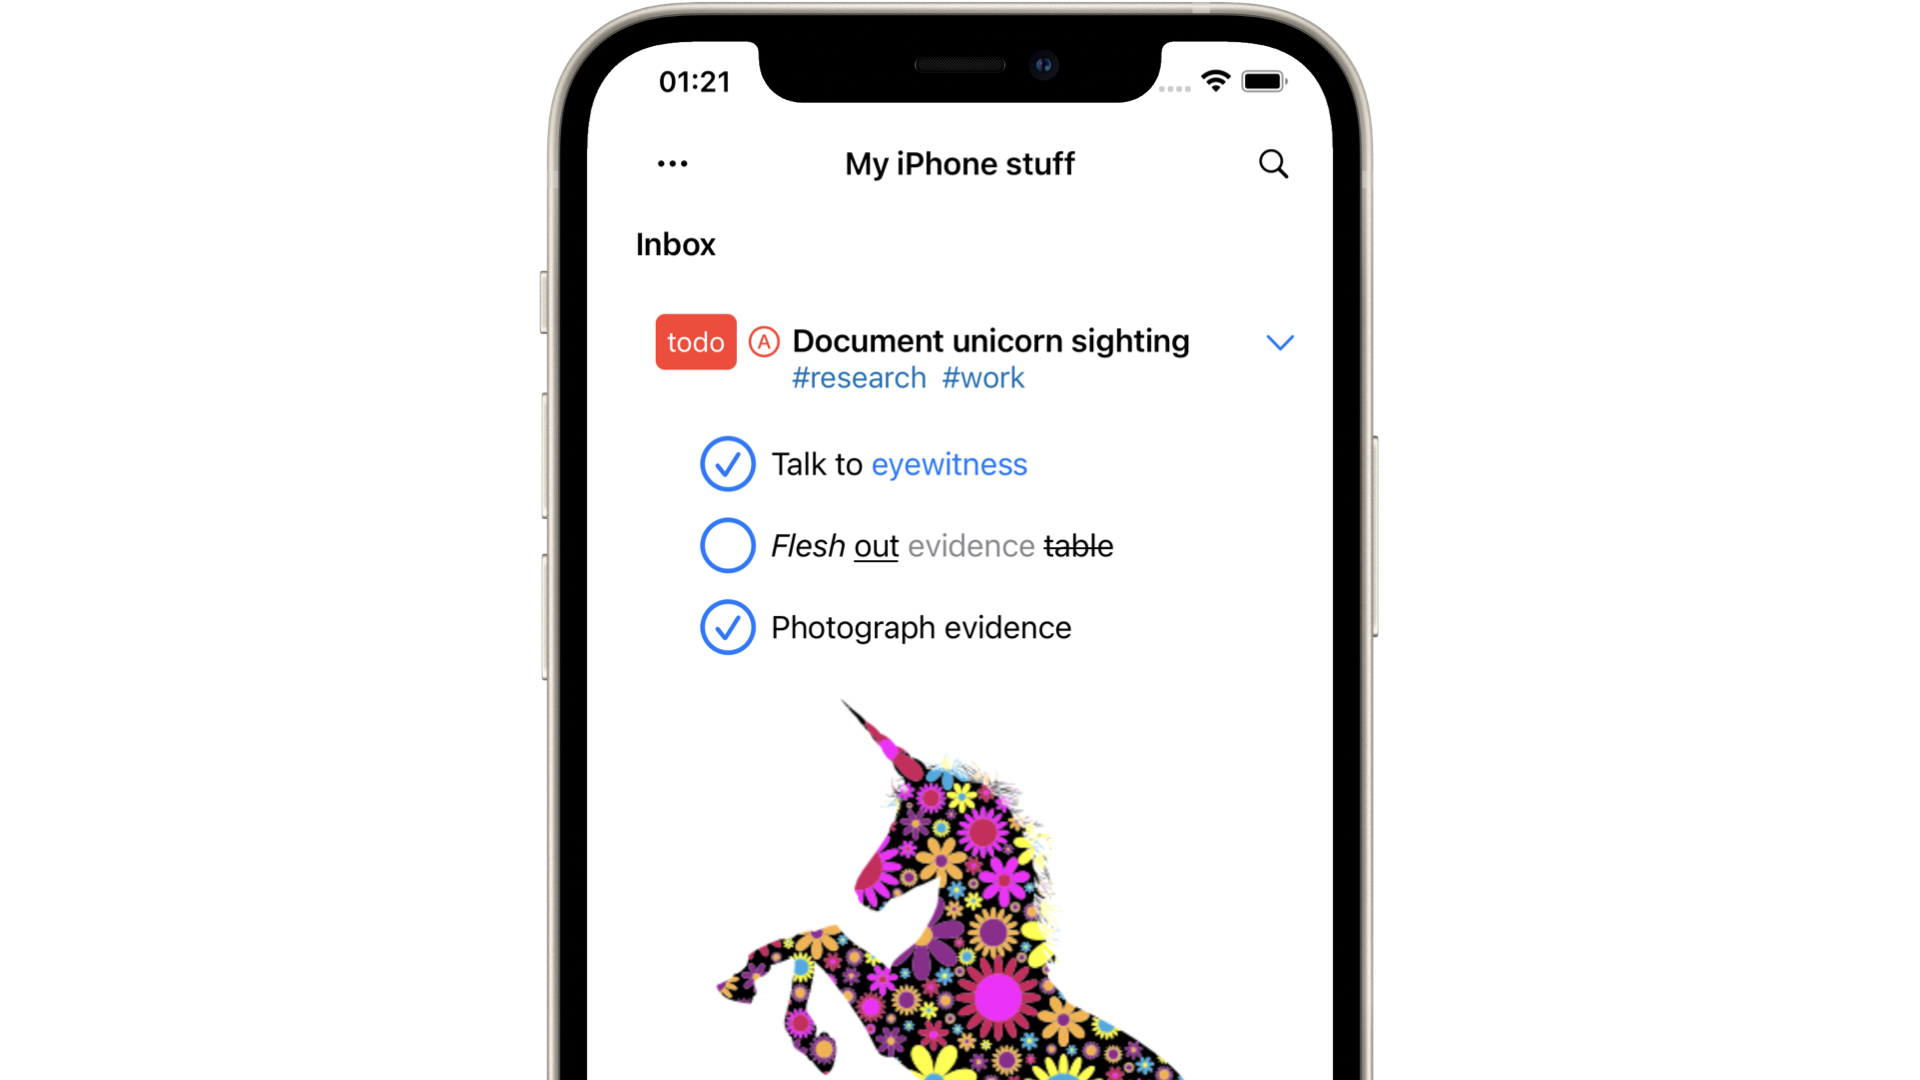 01:21
My iPhone stuff
Inbox
todo A Document unicorn sighting
#research #work
Talk to eyewitness
Flesh out evidence table
Photograph evidence